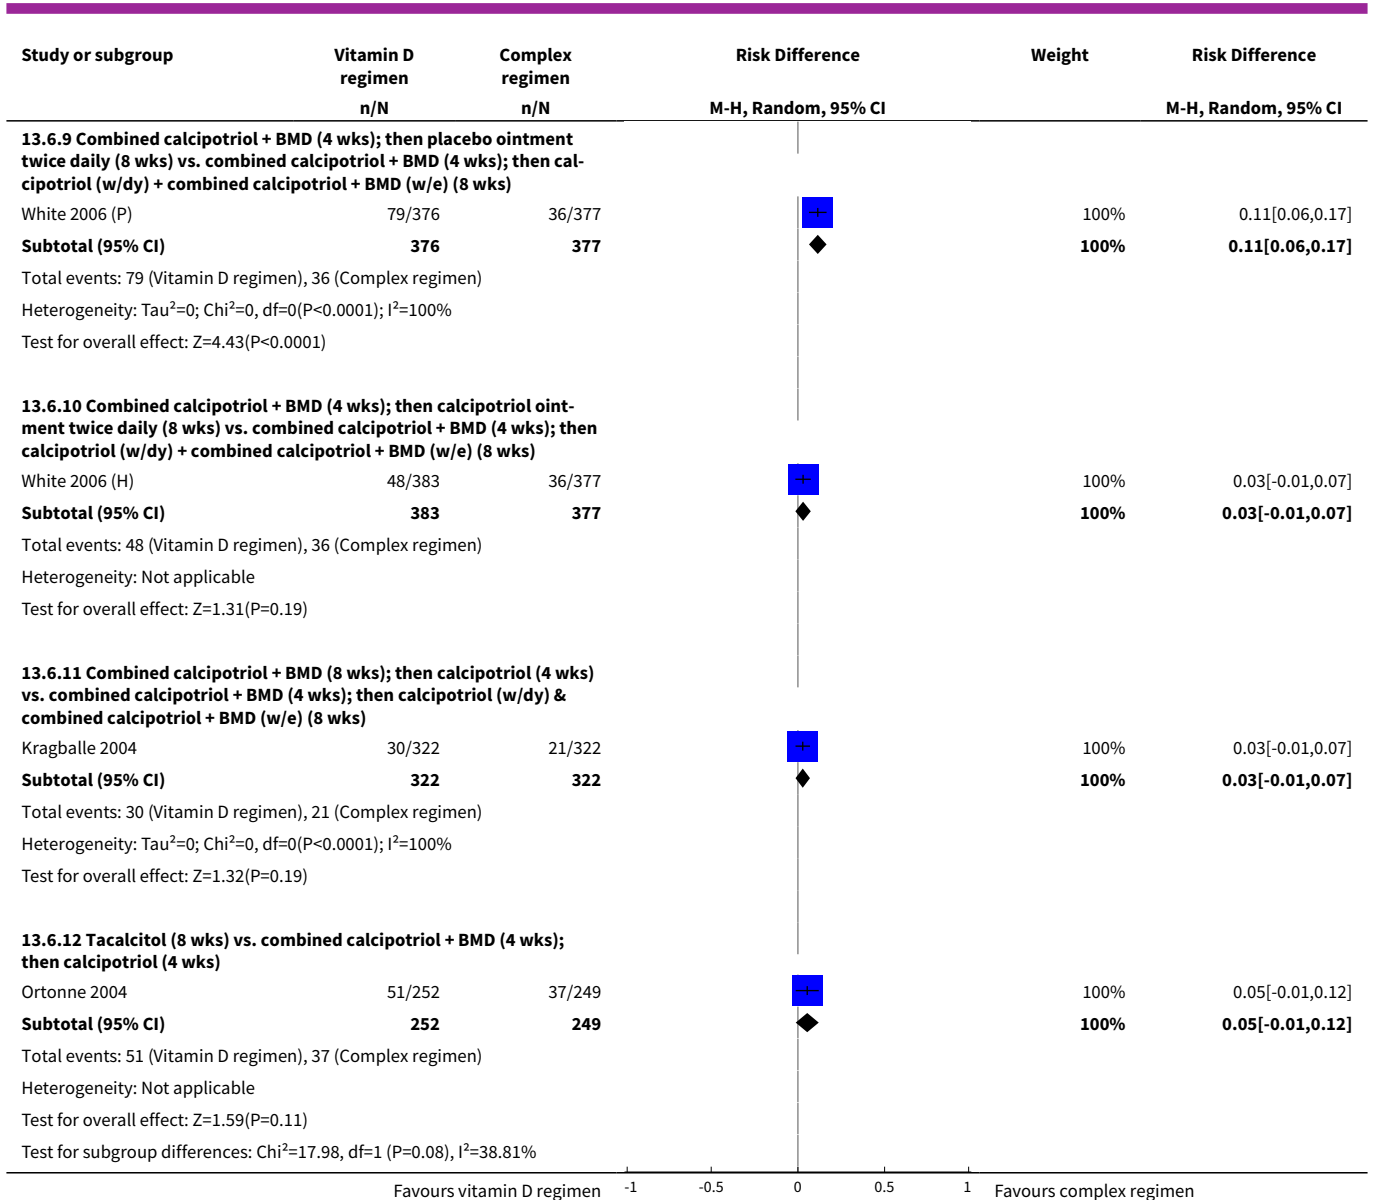 Study or subgroup Vitamin D regimen Complex regimen Risk Difference Weight Risk Difference
n/N n/N M-H, Random, 95% CI M-H, Random, 95% CI
13.6.9 Combined calcipotriol + BMD (4 wks); then placebo ointment
twice daily (8 wks) vs. combined calcipotriol + BMD (4 wks); then cal-
cipotriol (w/dy) + combined calcipotriol + BMD (w/e) (8 wks)
White 2006 (P) 79/376 36/377 100% 0.11[0.06,0.17]
Subtotal (95% CI) 376 377 100% 0.11[0.06,0.17]
Total events: 79 (Vitamin D regimen), 36 (Complex regimen)
Heterogeneity: Tau²=0; Chi²=0, df=0(P<0.0001); I²=100%
Test for overall effect: Z=4.43(P<0.0001)
13.6.10 Combined calcipotriol + BMD (4 wks); then calcipotriol oint-
ment twice daily (8 wks) vs. combined calcipotriol + BMD (4 wks); then
calcipotriol (w/dy) + combined calcipotriol + BMD (w/e) (8 wks)
White 2006 (H) 48/383 36/377 100% 0.03[-0.01,0.07]
Subtotal (95% CI) 383 377 100% 0.03[-0.01,0.07]
Total events: 48 (Vitamin D regimen), 36 (Complex regimen)
Heterogeneity: Not applicable
Test for overall effect: Z=1.31(P=0.19)
13.6.11 Combined calcipotriol + BMD (8 wks); then calcipotriol (4 wks)
vs. combined calcipotriol + BMD (4 wks); then calcipotriol (w/dy) &
combined calcipotriol + BMD (w/e) (8 wks)
Kragballe 2004 30/322 21/322 100% 0.03[-0.01,0.07]
Subtotal (95% CI) 322 322 100% 0.03[-0.01,0.07]
Total events: 30 (Vitamin D regimen), 21 (Complex regimen)
Heterogeneity: Tau²=0; Chi²=0, df=0(P<0.0001); I²=100%
Test for overall effect: Z=1.32(P=0.19)
13.6.12 Tacalcitol (8 wks) vs. combined calcipotriol + BMD (4 wks);
then calcipotriol (4 wks)
Ortonne 2004 51/252 37/249 100% 0.05[-0.01,0.12]
Subtotal (95% CI) 252 249 100% 0.05[-0.01,0.12]
Total events: 51 (Vitamin D regimen), 37 (Complex regimen)
Heterogeneity: Not applicable
Test for overall effect: Z=1.59(P=0.11)
Test for subgroup differences: Chi²=17.98, df=1 (P=0.08), I²=38.81%
Favours vitamin D regimen -1 -0.5 0 0.5 1 Favours complex regimen